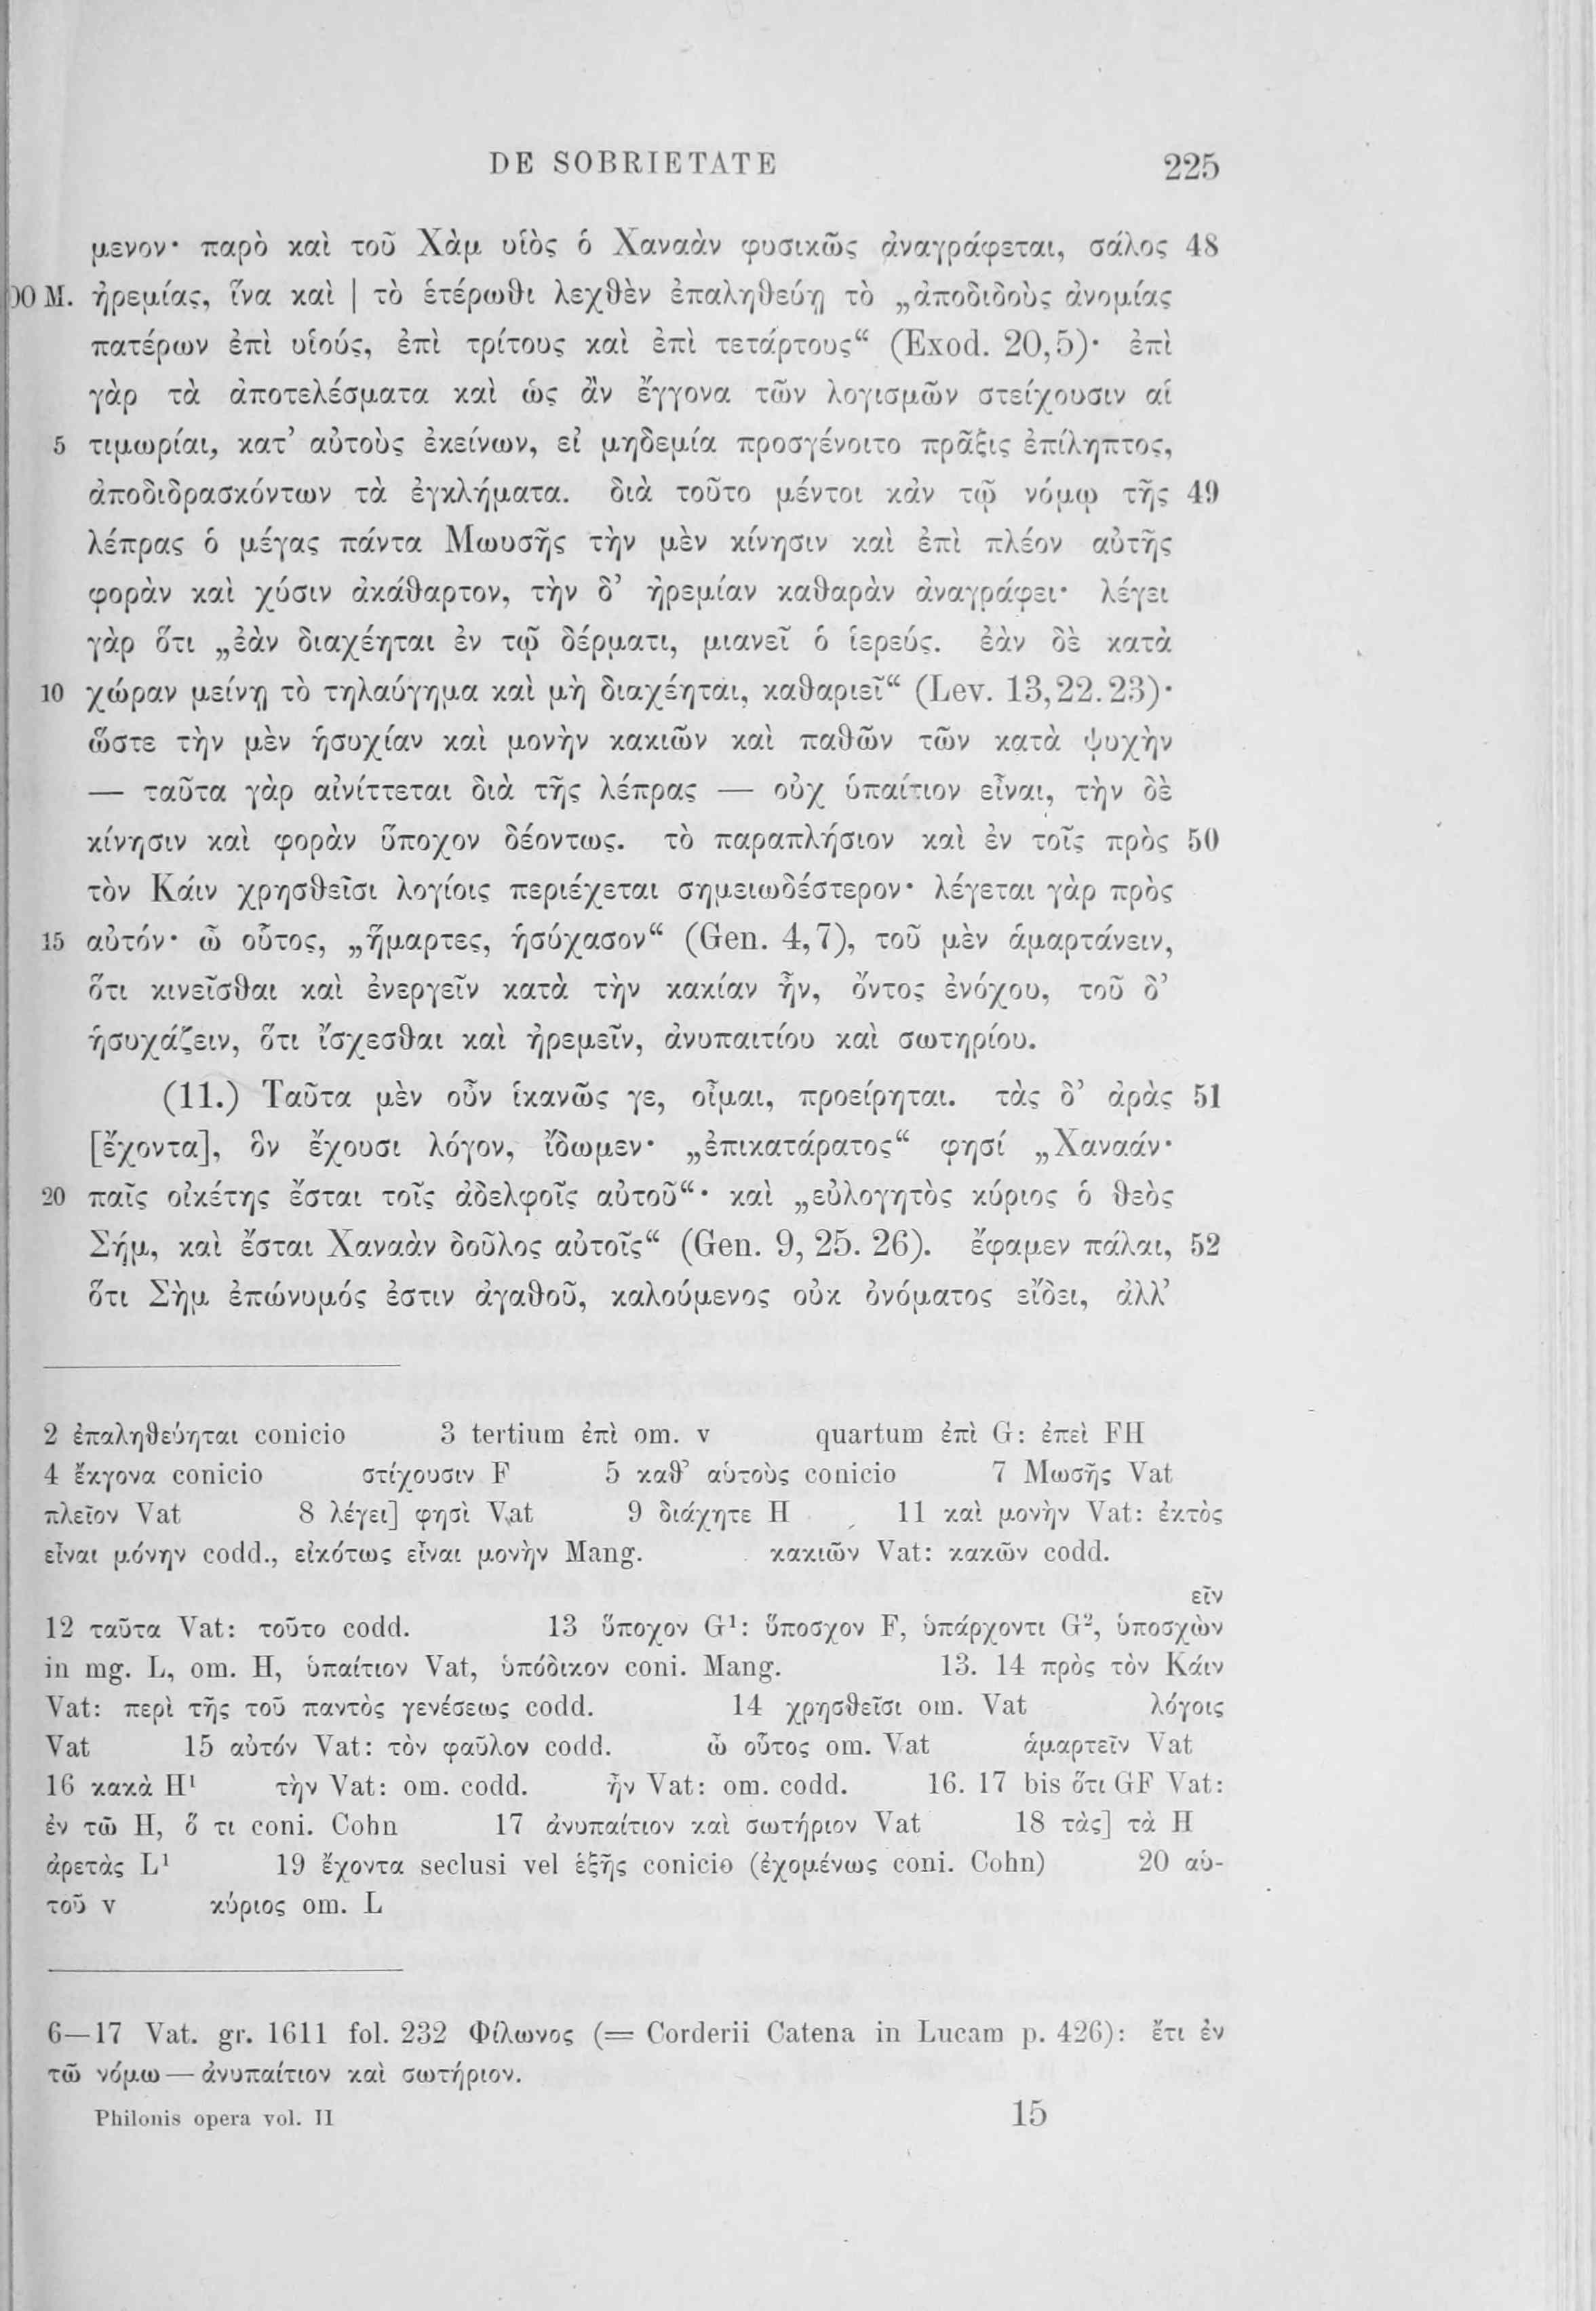 DE SOBRIETATE 225
μενον· παρὸ καὶ τοῦ Χὰμ υἱὸς ὁ Χαναὰν φυσικῶς ἀναγράφεται, σάλος 48
00 M. ἠρεμίας, ἵνα καὶ | τὸ ἑτέρωθι λεχθὲν ἐπαληθεύῃ τὸ „ἀποδιδοὺς ἀνομίας
πατέρων ἐπὶ υἱούς, ἐπὶ τρίτους καὶ ἐπὶ τετάρτους“ (Exod. 20,5)· ἐπὶ
γὰρ τὰ ἀποτελέσματα καὶ ὡς ἂν ἔγγονα τῶν λογισμῶν στείχουσιν αἱ
5 τιμωρίαι, κατ’ αὐτοὺς ἐκείνων, εἰ μηδεμία προσγένοιτο πρᾶξις ἐπίληπτος,
ἀποδιδρασκόντων τὰ ἐγκλήματα. διὰ τοῦτο μέντοι κἀν τῷ νόμῳ τῆς 49
λέπρας ὁ μέγας πάντα Μωυσῆς τὴν μὲν κίνησιν καὶ ἐπὶ πλέον αὐτῆς
φορὰν καὶ χύσιν ἀκάθαρτον, τὴν δ’ ἠρεμίαν καθαρὰν ἀναγράφει· λέγει
γὰρ ὅτι „ἐὰν διαχέηται ἐν τῷ δέρματι, μιανεῖ ὁ ἱερεύς. ἐὰν δὲ κατὰ
10 χώραν μείνῃ τὸ τηλαύγημα καὶ μὴ διαχέηται, καθαριεῖ“ (Lev. 13,22.23)·
ὥστε τὴν μὲν ἡσυχίαν καὶ μονὴν κακιῶν καὶ παθῶν τῶν κατὰ ψυχὴν
— ταῦτα γὰρ αἰνίττεται διὰ τῆς λέπρας — οὐχ ὑπαίτιον εἶναι, τὴν δὲ
κίνησιν καὶ φορὰν ὕποχον δέοντως. τὸ παραπλήσιον καὶ ἐν τοῖς πρὸς 50
τὸν Κάιν χρησθεῖσι λογίοις περιέχεται σημειωδέστερον· λέγεται γὰρ πρὸς
15 αὐτόν· ὦ οὗτος, „ἥμαρτες, ἡσύχασον“ (Gen. 4,7), τοῦ μὲν ἁμαρτάνειν,
ὅτι κινεῖσθαι καὶ ἐνεργεῖν κατὰ τὴν κακίαν ἦν, ὄντος ἐνόχου, τοῦ δ’
ἡσυχάζειν, ὅτι ἴσχεσθαι καὶ ἠρεμεῖν, ἀνυπαιτίου καὶ σωτηρίου.
(11.) Ταῦτα μὲν οὖν ἱκανῶς γε, οἶμαι, προείρηται. τὰς δ’ ἀρὰς 51
[ἔχοντα], ὃν ἔχουσι λόγον, ἴδωμεν· „ἐπικατάρατος“ φησί „Χαναάν·
20 παῖς οἰκέτης ἔσται τοῖς ἀδελφοῖς αὐτοῦ“· καὶ „εὐλογητὸς κύριος ὁ θεὸς
Σήμ, καὶ ἔσται Χαναὰν δοῦλος αὐτοῖς“ (Gen. 9, 25. 26). ἔφαμεν πάλαι, 52
ὅτι Σὴμ ἐπώνυμός ἐστιν ἀγαθοῦ, καλούμενος οὐκ ὀνόματος εἴδει, ἀλλ’
2 ἐπαληθεύηται conicio 3 tertium ἐπὶ om. v quartum ἐπὶ G: ἐπεὶ FH
4 ἔκγονα conicio στίχουσιν F 5 καθ’ αὑτοὺς conicio 7 Μωσῆς Vat
πλεῖον Vat 8 λέγει] φησὶ Vat 9 διάχητε H 11 καὶ μονὴν Vat: ἐκτὸς
εἶναι μόνην codd., εἰκότως εἶναι μονὴν Mang. κακιῶν Vat: κακῶν codd.
εῖν
12 ταῦτα Vat: τοῦτο codd. 13 ὕποχον G¹: ὕποσχον F, ὑπάρχοντι G², ὑποσχὼν
in mg. L, om. H, ὑπαίτιον Vat, ὑπόδικον coni. Mang. 13. 14 πρὸς τὸν Κάιν
Vat: περὶ τῆς τοῦ παντὸς γενέσεως codd. 14 χρησθεῖσι om. Vat λόγοις
Vat 15 αὐτόν Vat: τὸν φαῦλον codd. ὦ οὗτος om. Vat ἁμαρτεῖν Vat
16 κακὰ H¹ τὴν Vat: om. codd. ἦν Vat: om. codd. 16. 17 bis ὅτι GF Vat:
ἐν τῶ H, ὅ τι coni. Cohn 17 ἀνυπαίτιον καὶ σωτήριον Vat 18 τὰς] τὰ H
ἀρετὰς L¹ 19 ἔχοντα seclusi vel ἑξῆς conicio (ἐχομένως coni. Cohn) 20 αὑ-
τοῦ v κύριος om. L
6—17 Vat. gr. 1611 fol. 232 Φίλωνος (= Corderii Catena in Lucam p. 426): ἔτι ἐν
τῶ νόμω — ἀνυπαίτιον καὶ σωτήριον.
Philonis opera vol. II 15